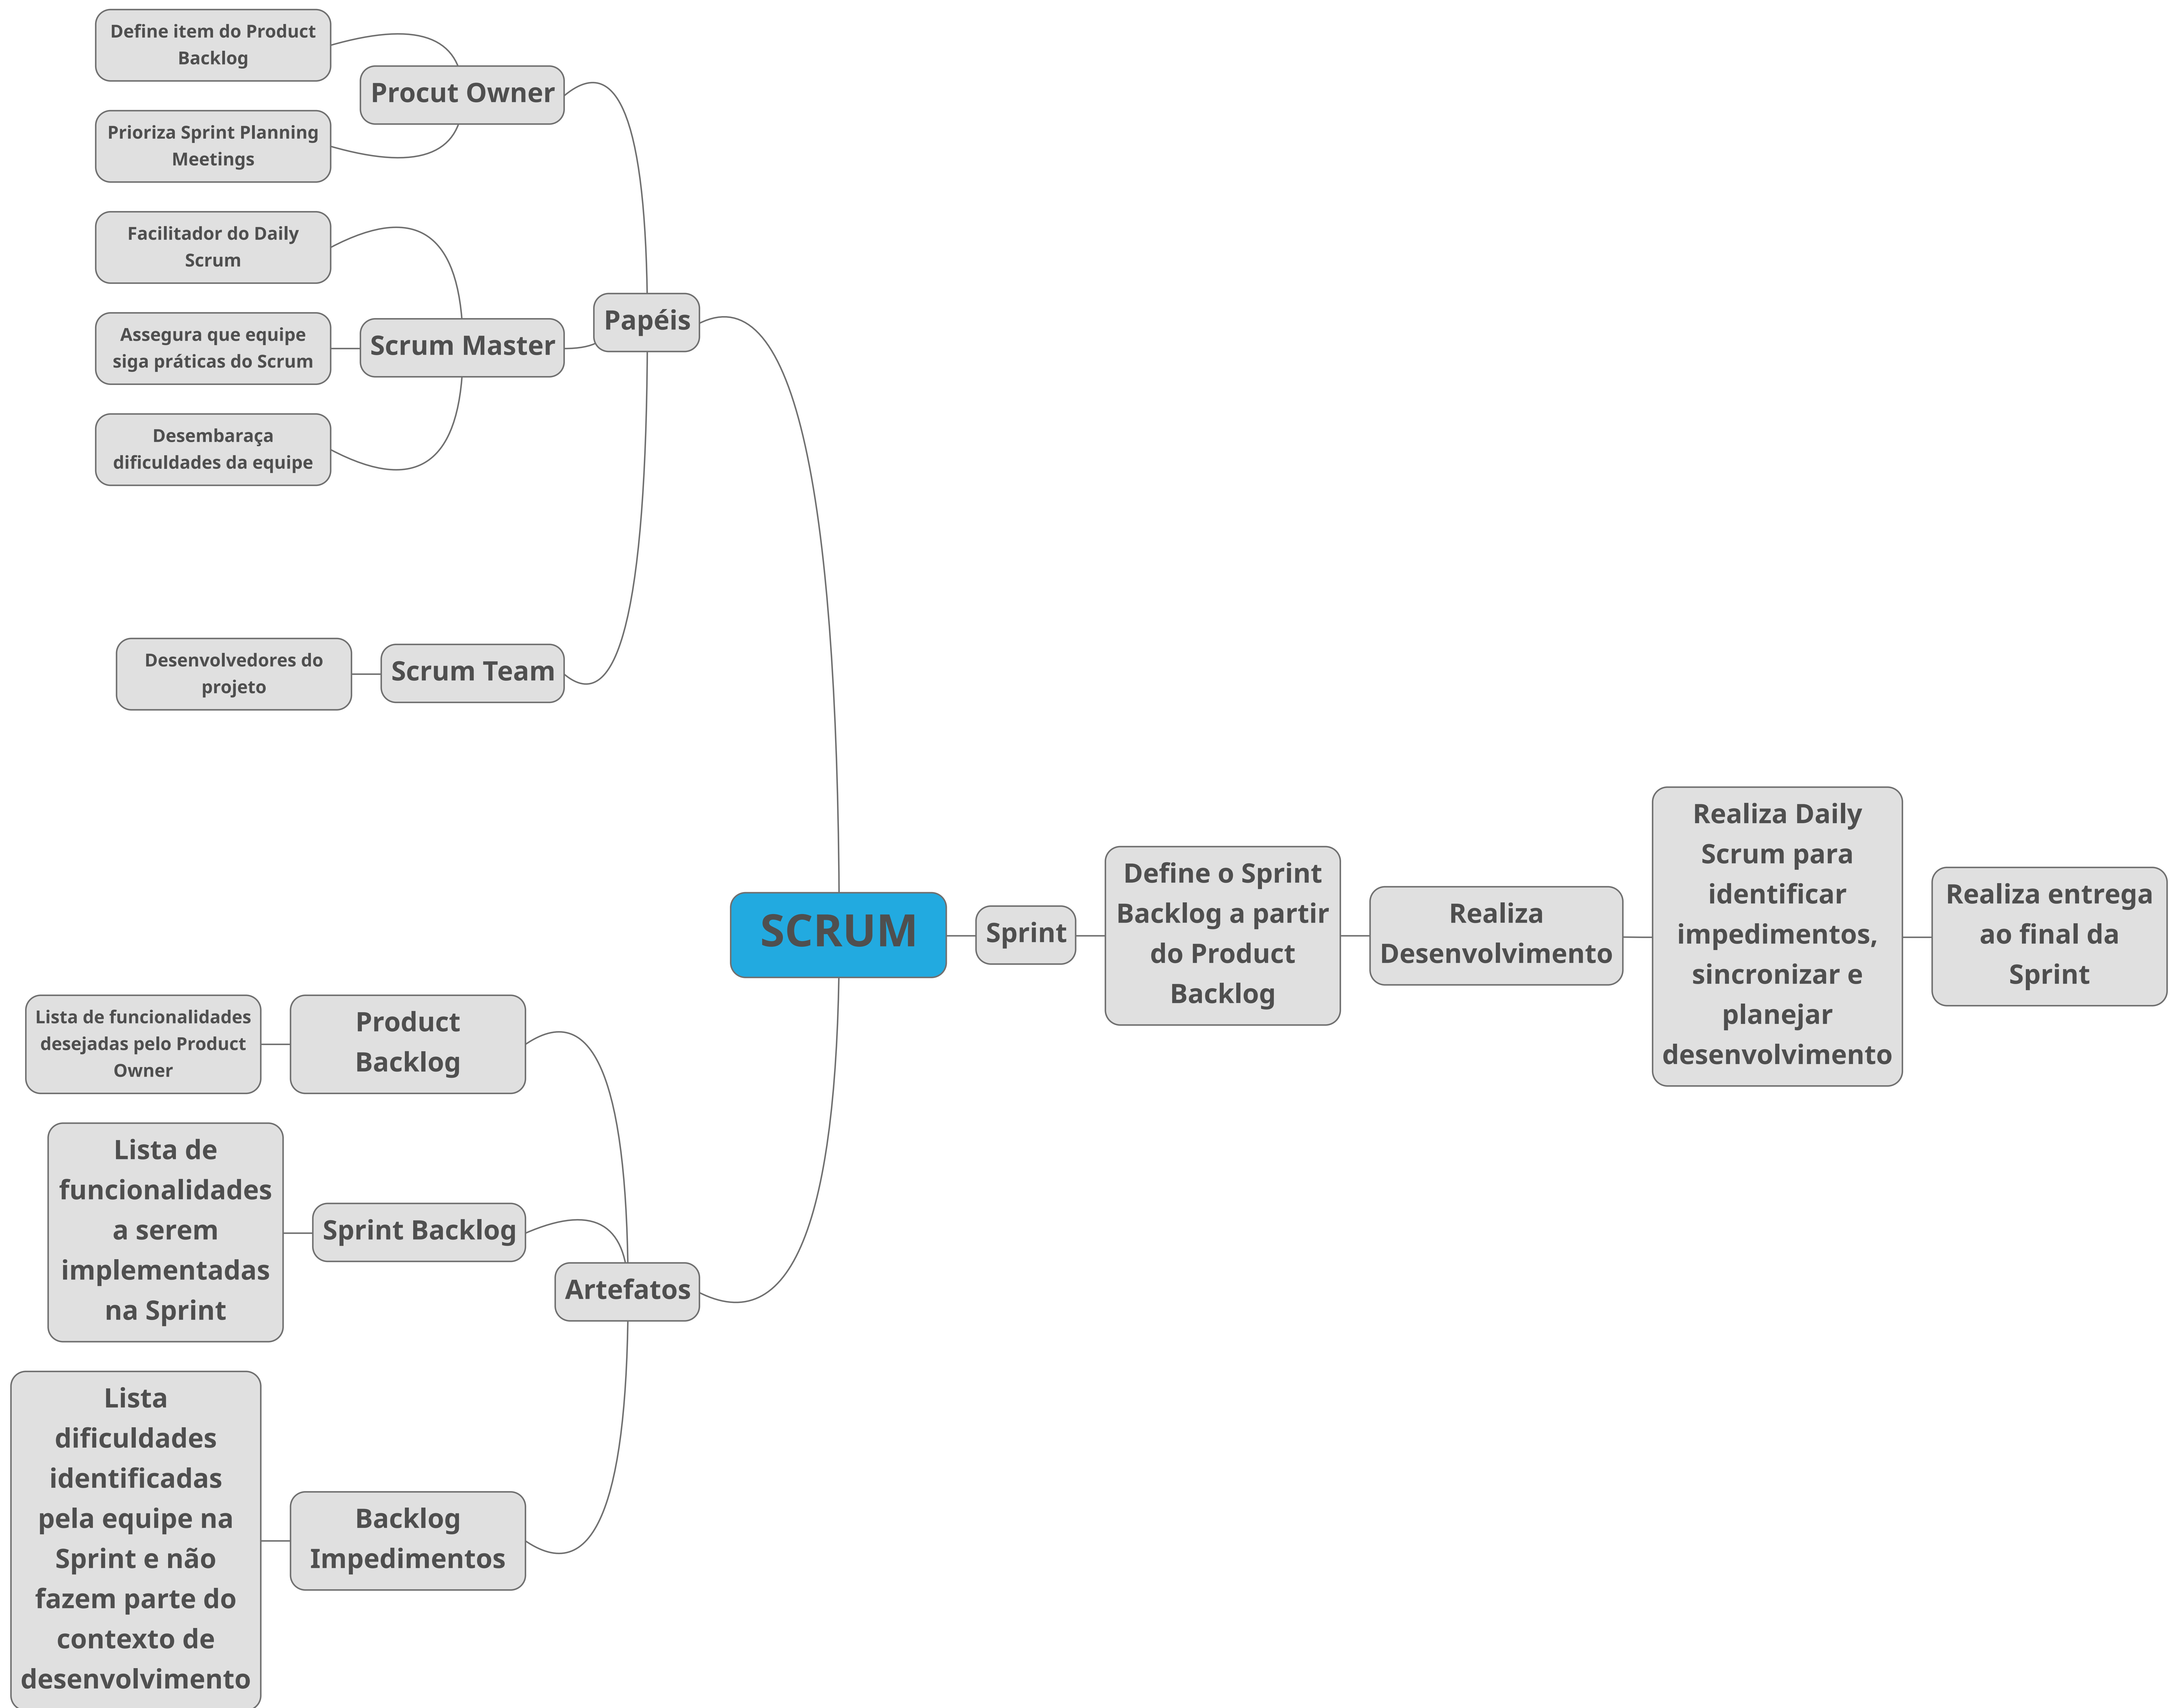 Define item do Product
Backlog
Procut Owner
Prioriza Sprint Planning
Meetings
Facilitador do Daily
Scrum
Papéis
Assegura que equipe
siga práticas do Scrum
Scrum Master
Desembaraça
dificuldades da equipe
Desenvolvedores do
projeto
Scrum Team
SCRUM
Sprint
Define o Sprint
Backlog a partir
do Product
Backlog
Realiza
Desenvolvimento
Realiza Daily
Scrum para
identificar
impedimentos,
sincronizar e
planejar
desenvolvimento
Realiza entrega
ao final da
Sprint
Lista de funcionalidades
desejadas pelo Product
Owner
Product
Backlog
Lista de
funcionalidades
a serem
implementadas
na Sprint
Sprint Backlog
Artefatos
Lista
dificuldades
identificadas
pela equipe na
Sprint e não
fazem parte do
contexto de
desenvolvimento
Backlog
Impedimentos